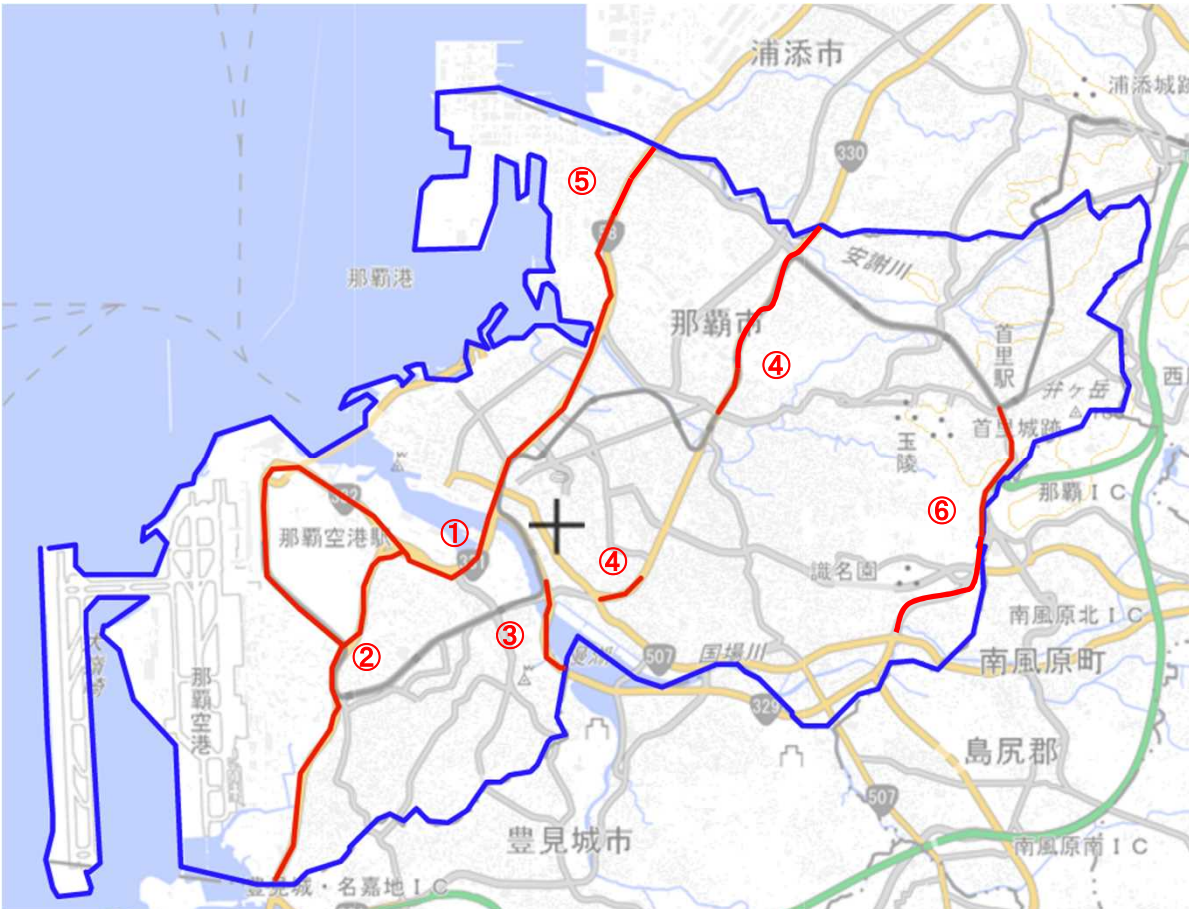 浦添市
浦添城跡
330
⑤
58
安謝川
那覇港
那覇市
首里駅
④
弁ヶ岳
西
首里城跡
玉陵
那覇ＩＣ
⑥
332
那覇空港駅
①
331
④
識名園
南風原北ＩＣ
③
507
国場川
②
南風原町
那覇空港
329
島尻郡
507
豊見城市
南風原南ＩＣ
豊見城・名嘉地ＩＣ